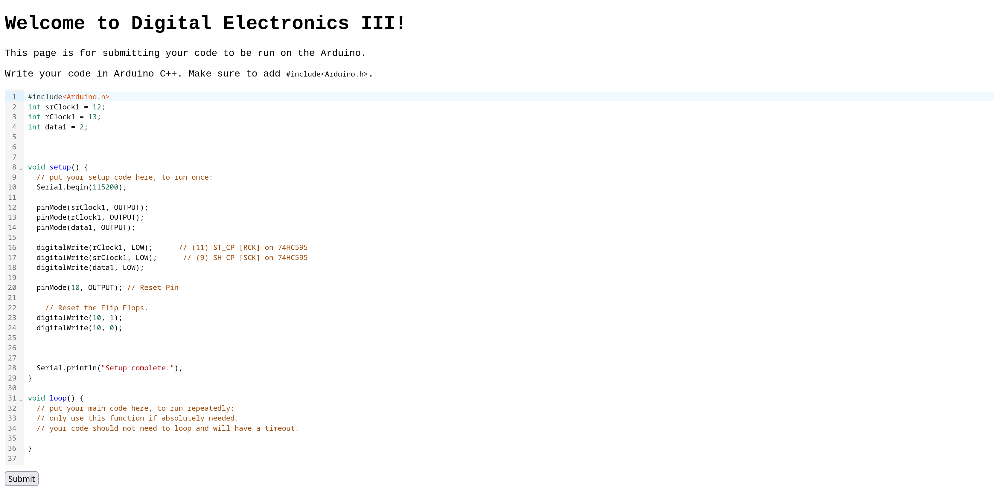 Welcome to Digital Electronics III!
This page is for submitting your code to be run on the Arduino.
Write your code in Arduino C++. Make sure to add #include<Arduino.h>.
1 #include<Arduino.h>
2 int srClock1 = 12;
3 int rClock1 = 13;
4 int data1 = 2;
5
6
7
8 void setup() {
9   // put your setup code here, to run once:
10   Serial.begin(115200);
11
12   pinMode(srClock1, OUTPUT);
13   pinMode(rClock1, OUTPUT);
14   pinMode(data1, OUTPUT);
15
16   digitalWrite(rClock1, LOW);      // (11) ST_CP [RCK] on 74HC595
17   digitalWrite(srClock1, LOW);      // (9) SH_CP [SCK] on 74HC595
18   digitalWrite(data1, LOW);
19
20   pinMode(10, OUTPUT); // Reset Pin
21
22     // Reset the Flip Flops.
23   digitalWrite(10, 1);
24   digitalWrite(10, 0);
25
26
27
28   Serial.println("Setup complete.");
29 }
30
31 void loop() {
32   // put your main code here, to run repeatedly:
33   // only use this function if absolutely needed.
34   // your code should not need to loop and will have a timeout.
35
36 }
37
Submit